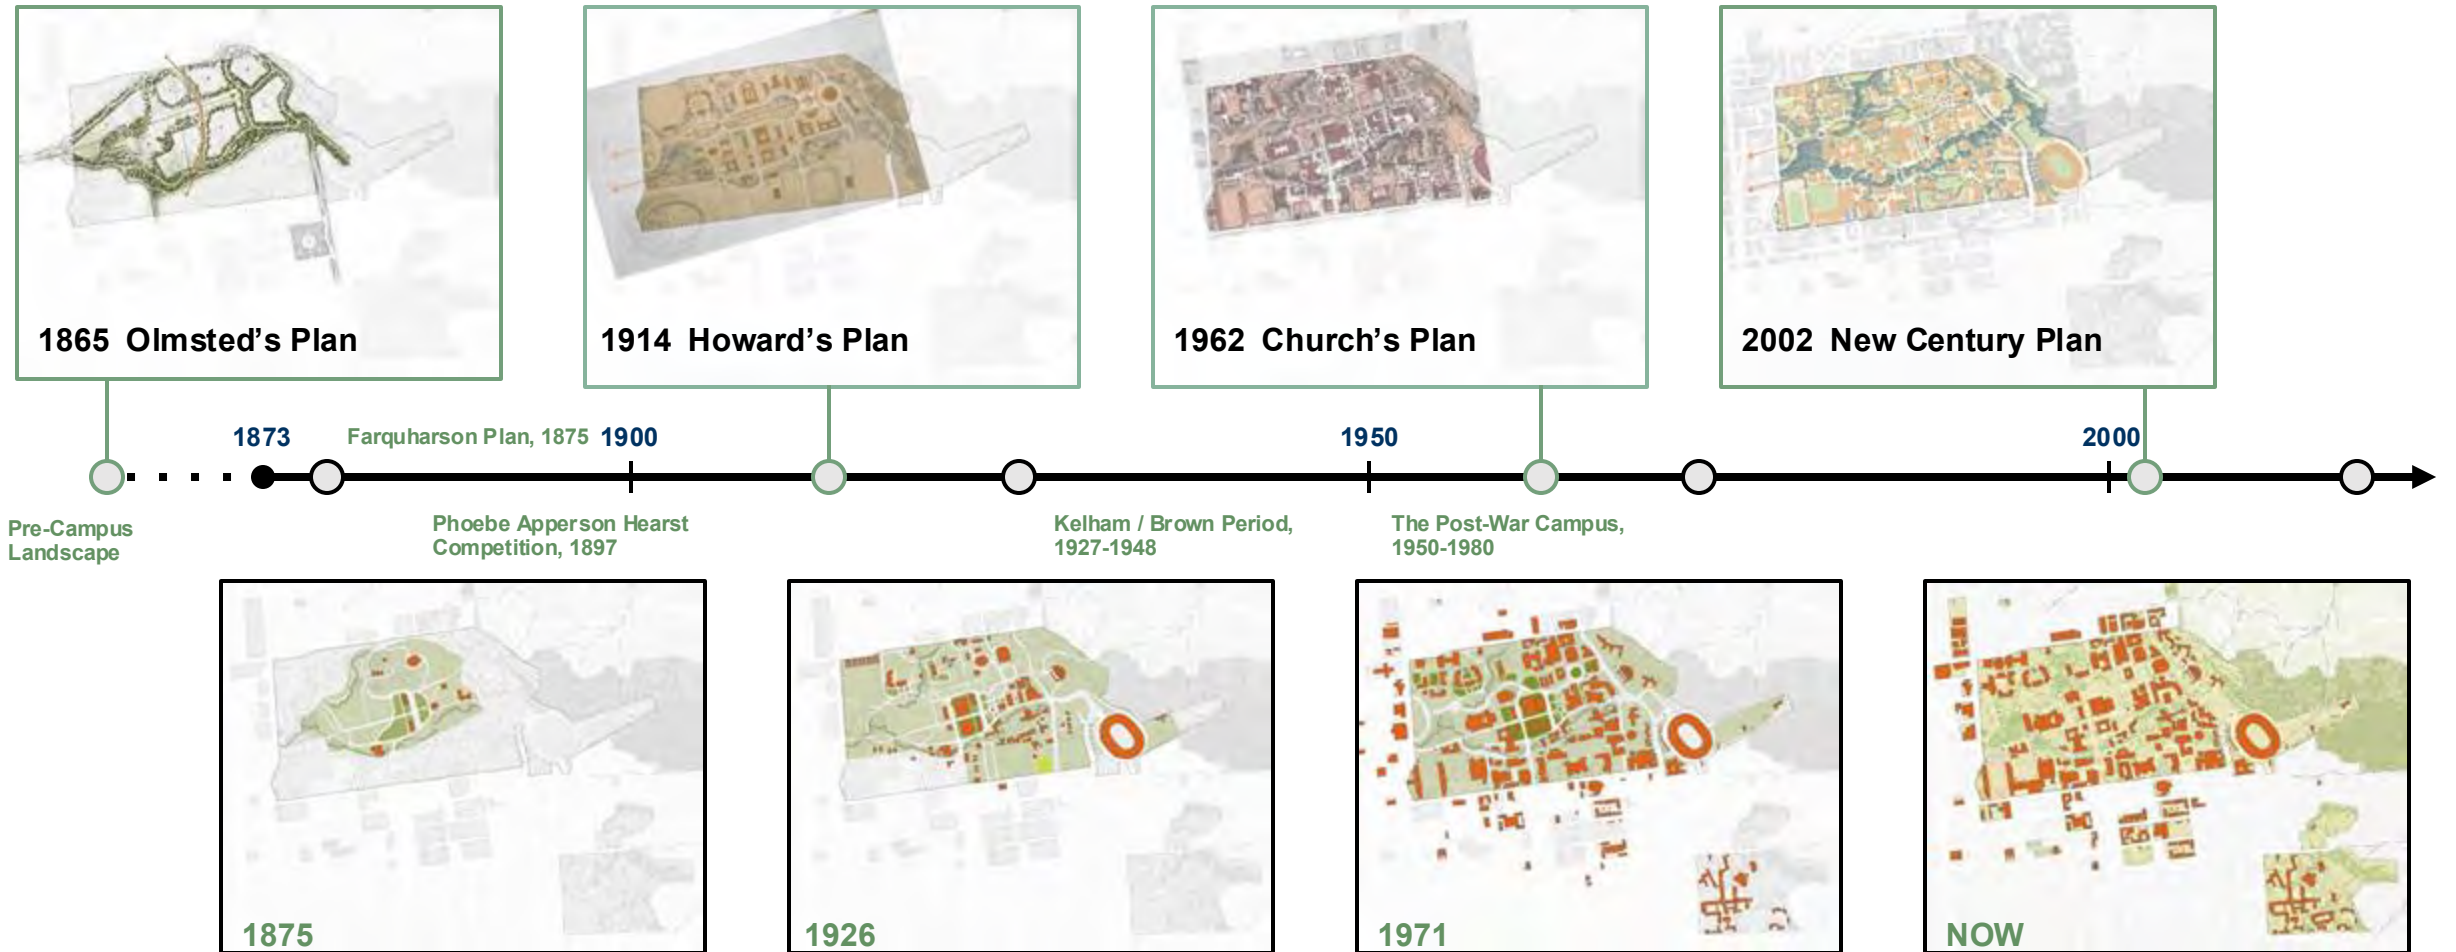 1865 Olmsted’s Plan
1914 Howard’s Plan
1962 Church’s Plan
2002 New Century Plan
1873
Farquharson Plan, 1875
1900
1950
2000
Pre-Campus
Landscape
Phoebe Apperson Hearst
Competition, 1897
Kelham / Brown Period,
1927-1948
The Post-War Campus,
1950-1980
1875
1926
1971
NOW